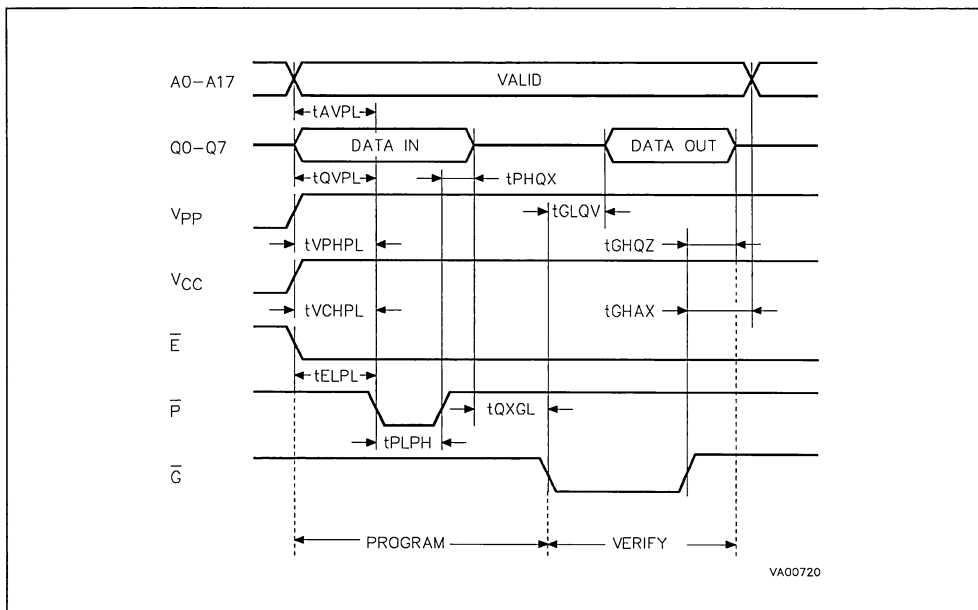 A0-A17
VALID
tAVPL
Q0-Q7
DATA IN
DATA OUT
tQVPL
tPHQX
VPP
tGLQV
tVPHPL
tGHQZ
VCC
tVCHPL
tGHAX
E̅
tELPL
P̅
tQXGL
tPLPH
G̅
PROGRAM
VERIFY
VA00720